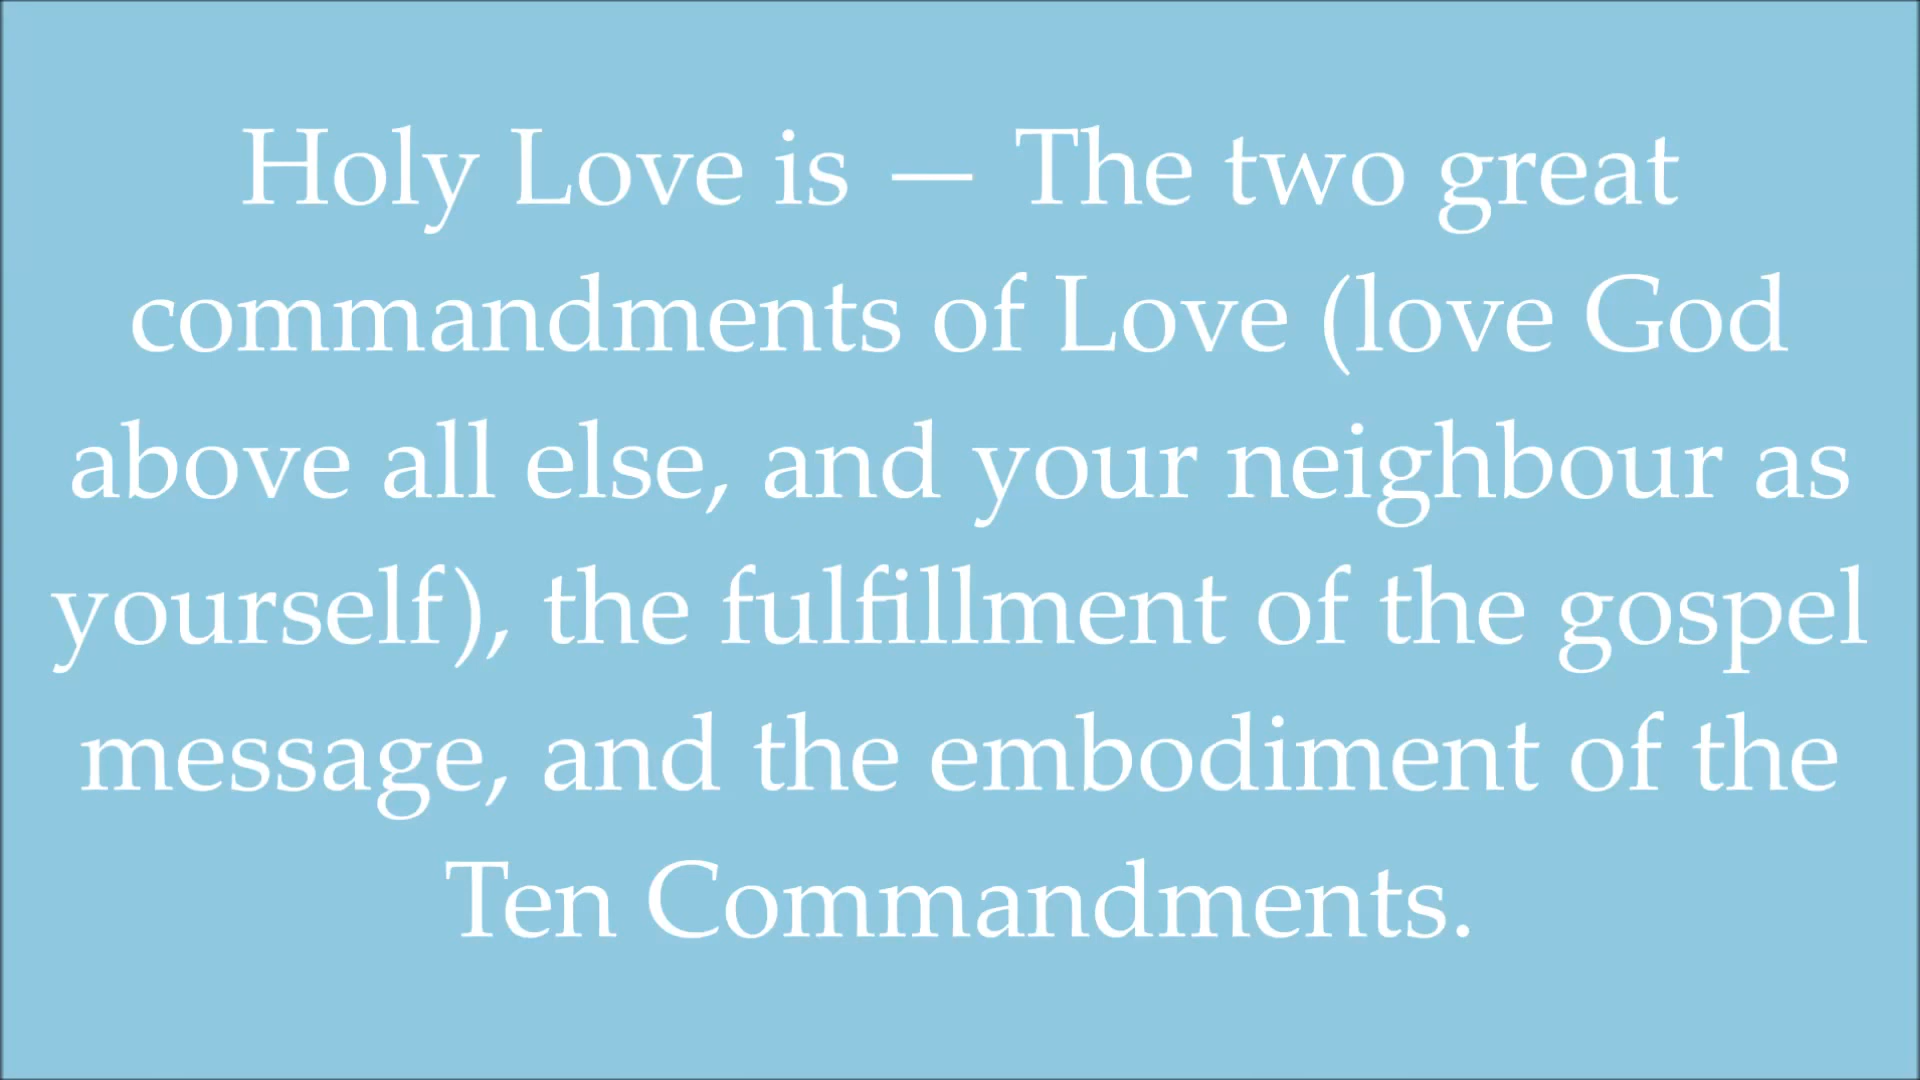 Holy Love is — The two great
commandments of Love (love God
above all else, and your neighbour as
yourself), the fulfillment of the gospel
message, and the embodiment of the
Ten Commandments.